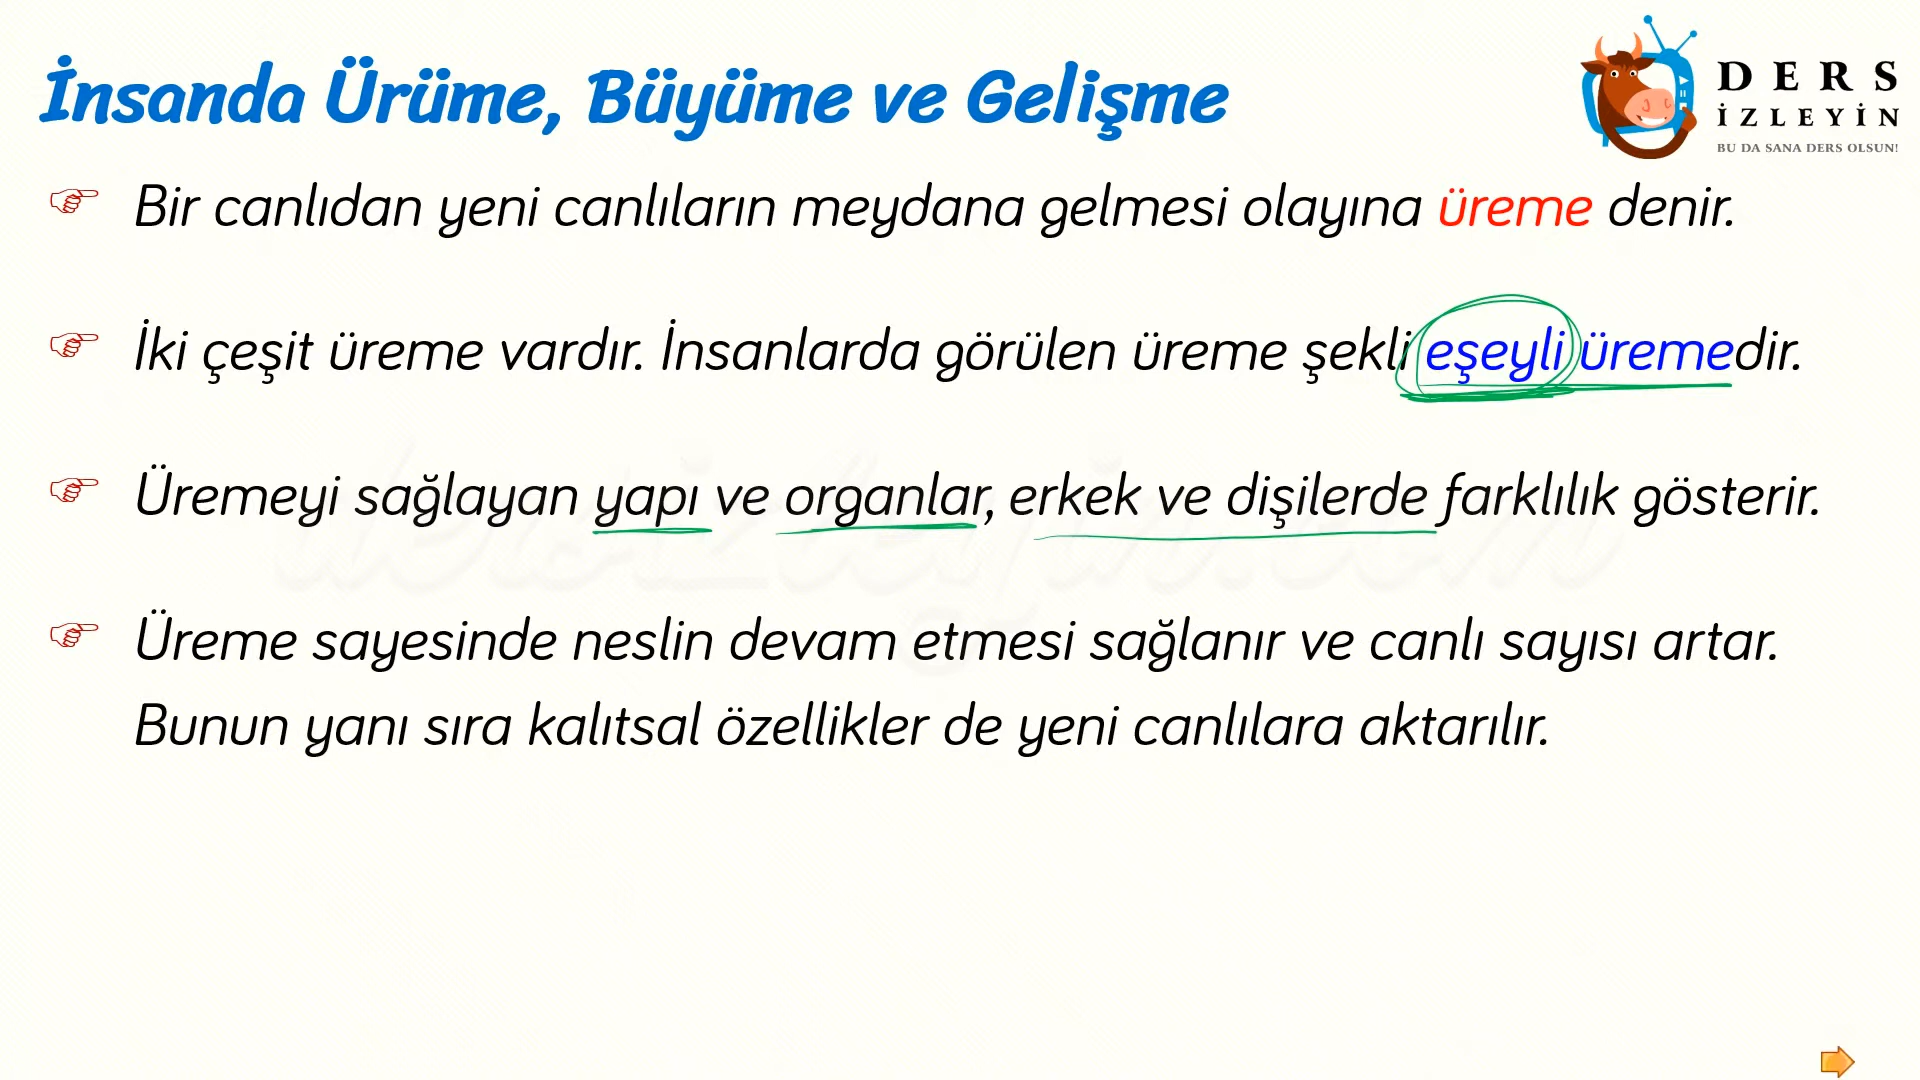 İnsanda Ürüme, Büyüme ve Gelişme
DERS
İZLEYİN
BU DA SANA DERS OLSUN!
Bir canlıdan yeni canlıların meydana gelmesi olayına üreme denir.
İki çeşit üreme vardır. İnsanlarda görülen üreme şekli eşeyli üremedir.
Üremeyi sağlayan yapı ve organlar, erkek ve dişilerde farklılık gösterir.
dersizleyin.com
Üreme sayesinde neslin devam etmesi sağlanır ve canlı sayısı artar.
Bunun yanı sıra kalıtsal özellikler de yeni canlılara aktarılır.